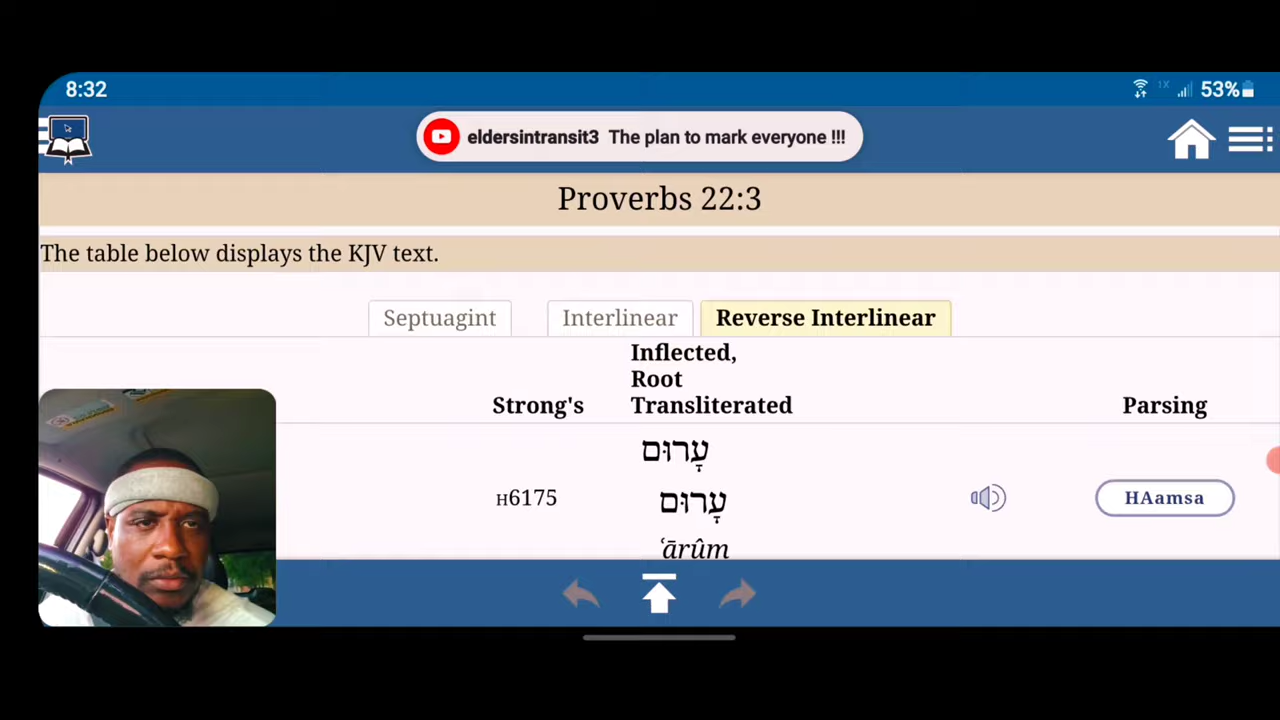 8:32
1X
53%
eldersintransit3 The plan to mark everyone !!!
Proverbs 22:3
The table below displays the KJV text.
Septuagint Interlinear Reverse Interlinear
Inflected,
Root
Strong's Transliterated Parsing
עָרוּם
H6175 עָרוּם HAamsa
ʿārûm